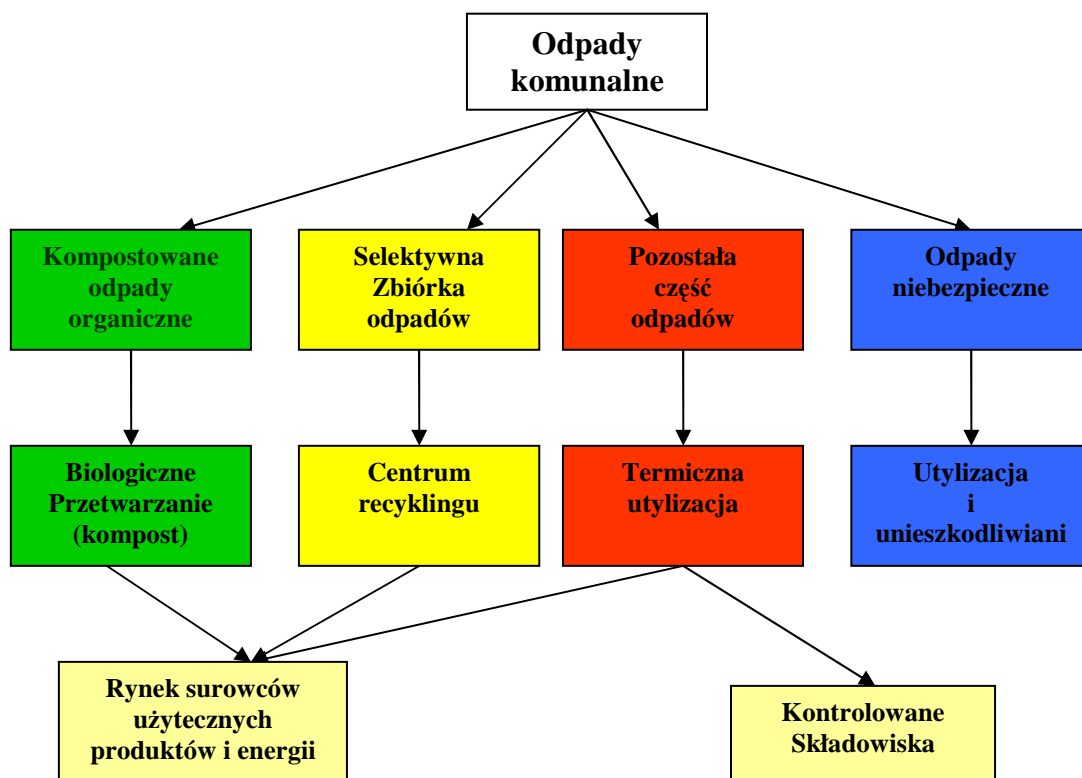 Odpady
komunalne
Kompostowane
odpady
organiczne
Selektywna
Zbiórka
odpadów
Pozostała
część
odpadów
Odpady
niebezpieczne
Biologiczne
Przetwarzanie
(kompost)
Centrum
recyklingu
Termiczna
utylizacja
Utylizacja
i
unieszkodliwiani
Rynek surowców
użytecznych
produktów i energii
Kontrolowane
Składowiska